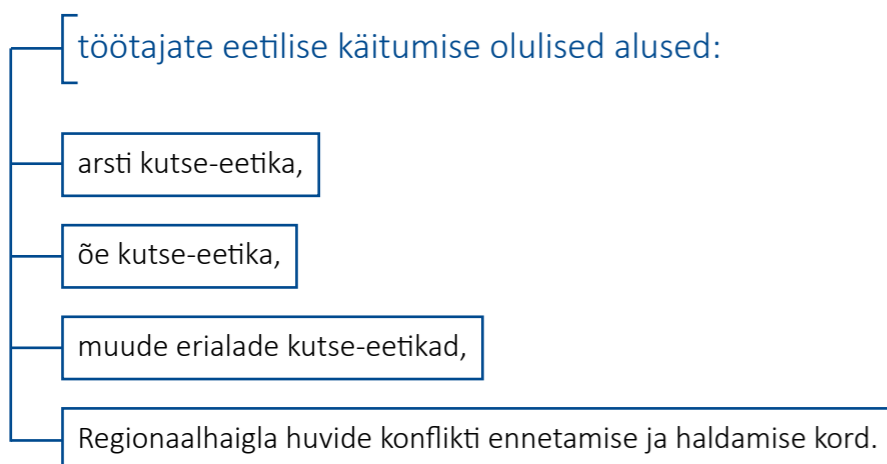 töötajate eetilise käitumise olulised alused:
arsti kutse-eetika,
õe kutse-eetika,
muude erialade kutse-eetikad,
Regionaalhaigla huvide konflikti ennetamise ja haldamise kord.